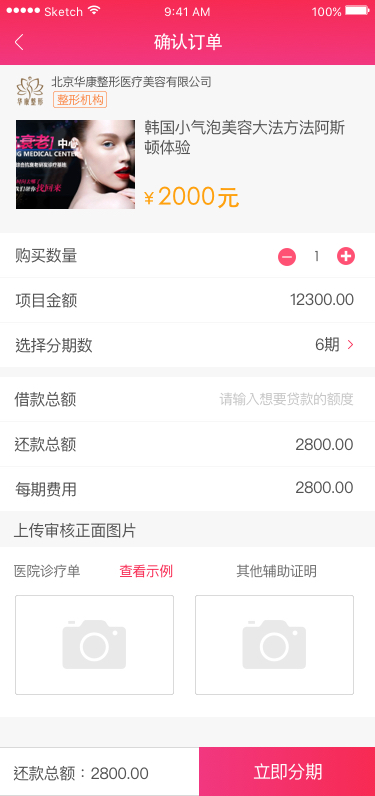 Sketch 9:41 AM 100%
确认订单
北京华康整形医疗美容有限公司
华康整形
整形机构
韩国小气泡美容大法方法阿斯
顿体验
衰老! 中心
NG MEDICAL CENTER
¥2000元
购买数量 1
项目金额 12300.00
选择分期数 6期
借款总额 请输入想要贷款的额度
还款总额 2800.00
每期费用 2800.00
上传审核正面图片
医院诊疗单 查看示例 其他辅助证明
还款总额：2800.00 立即分期